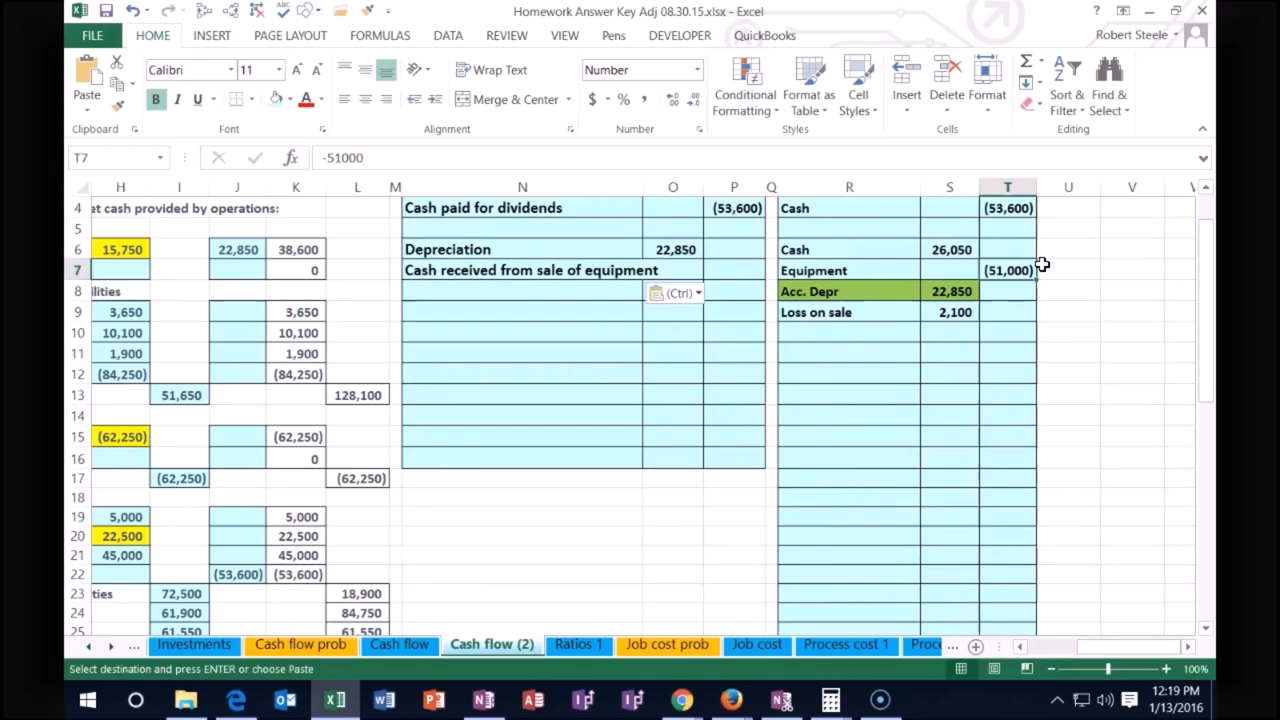 Homework Answer Key Adj 08.30.15.xlsx - Excel
?
FILE HOME INSERT PAGE LAYOUT FORMULAS DATA REVIEW VIEW Pens DEVELOPER QuickBooks Robert Steele
Calibri 11 A A Wrap Text Number
Paste B I U A Merge & Center $ % , Conditional Formatting Format as Table Cell Styles Insert Delete Format Sort & Filter Find & Select
Clipboard Font Alignment Number Styles Cells Editing
T7 fx -51000
H I J K L M N O P Q R S T U V
4 et cash provided by operations: Cash paid for dividends (53,600) Cash (53,600)
5
6 15,750 22,850 38,600 Depreciation 22,850 Cash 26,050
7 0 Cash received from sale of equipment Equipment (51,000)
8 ilities (Ctrl) Acc. Depr 22,850
9 3,650 3,650 Loss on sale 2,100
10 10,100 10,100
11 1,900 1,900
12 (84,250) (84,250)
13 51,650 128,100
14
15 (62,250) (62,250)
16 0
17 (62,250) (62,250)
18
19 5,000 5,000
20 22,500 22,500
21 45,000 45,000
22 (53,600) (53,600)
23 ties 72,500 18,900
24 61,900 84,750
25 61,550 61,550
... Investments Cash flow prob Cash flow Cash flow (2) Ratios 1 Job cost prob Job cost Process cost 1 Proc ...
Select destination and press ENTER or choose Paste 100%
12:19 PM
1/13/2016